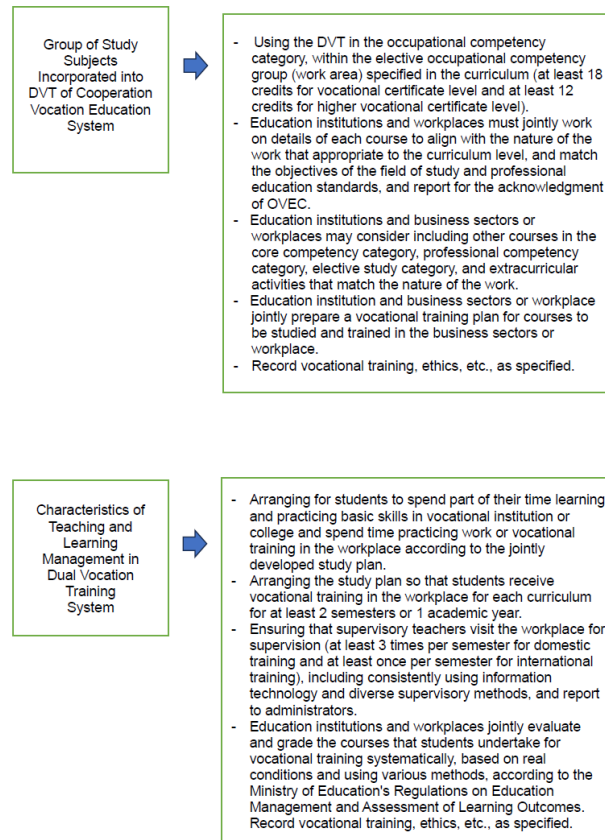 Group of Study
Subjects
Incorporated into
DVT of Cooperation
Vocation Education
System
- Using the DVT in the occupational competency
category, within the elective occupational competency
group (work area) specified in the curriculum (at least 18
credits for vocational certificate level and at least 12
credits for higher vocational certificate level).
- Education institutions and workplaces must jointly work
on details of each course to align with the nature of the
work that appropriate to the curriculum level, and match
the objectives of the field of study and professional
education standards, and report for the acknowledgment
of OVEC.
- Education institutions and business sectors or
workplaces may consider including other courses in the
core competency category, professional competency
category, elective study category, and extracurricular
activities that match the nature of the work.
- Education institution and business sectors or workplace
jointly prepare a vocational training plan for courses to
be studied and trained in the business sectors or
workplace.
- Record vocational training, ethics, etc., as specified.
Characteristics of
Teaching and
Learning
Management in
Dual Vocation
Training
System
- Arranging for students to spend part of their time learning
and practicing basic skills in vocational institution or
college and spend time practicing work or vocational
training in the workplace according to the jointly
developed study plan.
- Arranging the study plan so that students receive
vocational training in the workplace for each curriculum
for at least 2 semesters or 1 academic year.
- Ensuring that supervisory teachers visit the workplace for
supervision (at least 3 times per semester for domestic
training and at least once per semester for international
training), including consistently using information
technology and diverse supervisory methods, and report
to administrators.
- Education institutions and workplaces jointly evaluate
and grade the courses that students undertake for
vocational training systematically, based on real
conditions and using various methods, according to the
Ministry of Education's Regulations on Education
Management and Assessment of Learning Outcomes.
Record vocational training, ethics, etc., as specified.